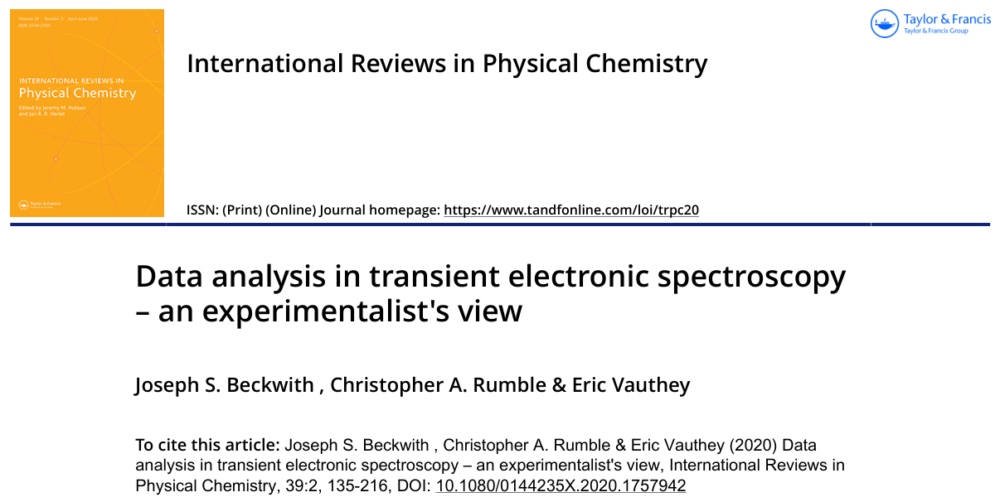 Volume 39 Number 2 April-June 2020
ISSN 0144-235X
INTERNATIONAL REVIEWS IN
Physical Chemistry
Edited by Jeremy M. Hutson
and Jan R. R. Verlet
Taylor & Francis
Taylor & Francis Group
Taylor & Francis
Taylor & Francis Group
International Reviews in Physical Chemistry
ISSN: (Print) (Online) Journal homepage: https://www.tandfonline.com/loi/trpc20
Data analysis in transient electronic spectroscopy
– an experimentalist's view
Joseph S. Beckwith , Christopher A. Rumble & Eric Vauthey
To cite this article: Joseph S. Beckwith , Christopher A. Rumble & Eric Vauthey (2020) Data
analysis in transient electronic spectroscopy – an experimentalist's view, International Reviews in
Physical Chemistry, 39:2, 135-216, DOI: 10.1080/0144235X.2020.1757942